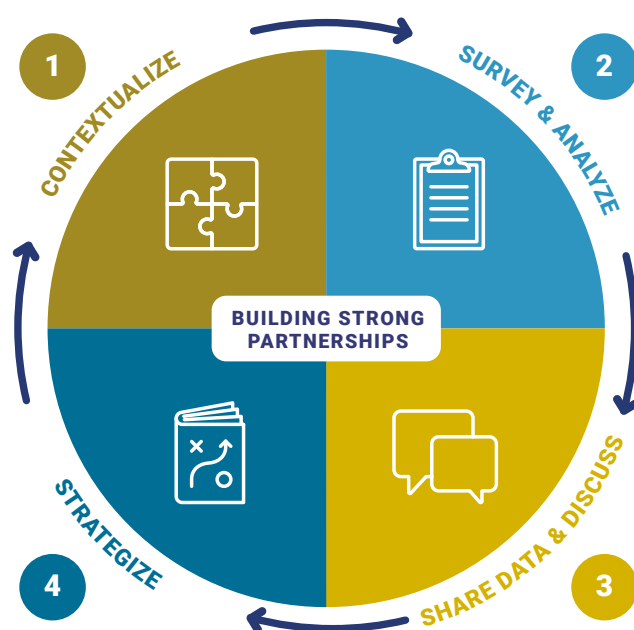 1
CONTEXTUALIZE
2
SURVEY & ANALYZE
BUILDING STRONG
PARTNERSHIPS
3
SHARE DATA & DISCUSS
4
STRATEGIZE